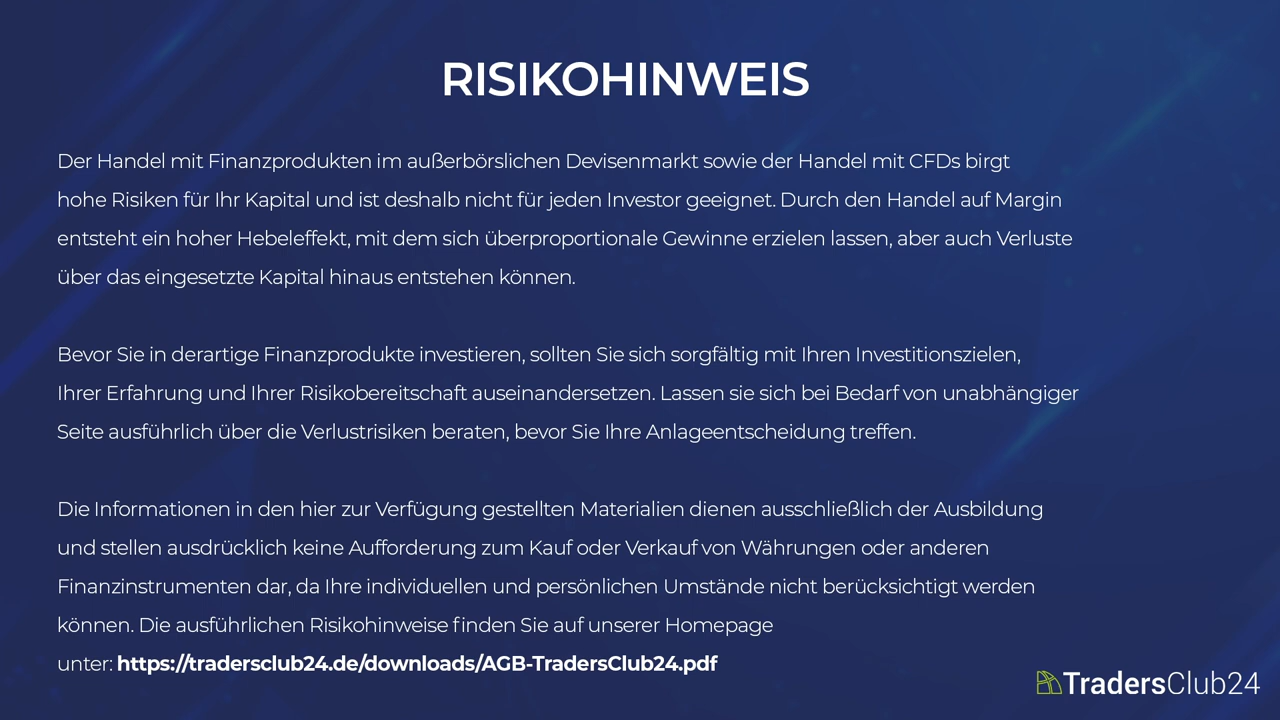 RISIKOHINWEIS
Der Handel mit Finanzprodukten im außerbörslichen Devisenmarkt sowie der Handel mit CFDs birgt
hohe Risiken für Ihr Kapital und ist deshalb nicht für jeden Investor geeignet. Durch den Handel auf Margin
entsteht ein hoher Hebeleffekt, mit dem sich überproportionale Gewinne erzielen lassen, aber auch Verluste
über das eingesetzte Kapital hinaus entstehen können.
Bevor Sie in derartige Finanzprodukte investieren, sollten Sie sich sorgfältig mit Ihren Investitionszielen,
Ihrer Erfahrung und Ihrer Risikobereitschaft auseinandersetzen. Lassen sie sich bei Bedarf von unabhängiger
Seite ausführlich über die Verlustrisiken beraten, bevor Sie Ihre Anlageentscheidung treffen.
Die Informationen in den hier zur Verfügung gestellten Materialien dienen ausschließlich der Ausbildung
und stellen ausdrücklich keine Aufforderung zum Kauf oder Verkauf von Währungen oder anderen
Finanzinstrumenten dar, da Ihre individuellen und persönlichen Umstände nicht berücksichtigt werden
können. Die ausführlichen Risikohinweise finden Sie auf unserer Homepage
unter: https://tradersclub24.de/downloads/AGB-TradersClub24.pdf
TradersClub24